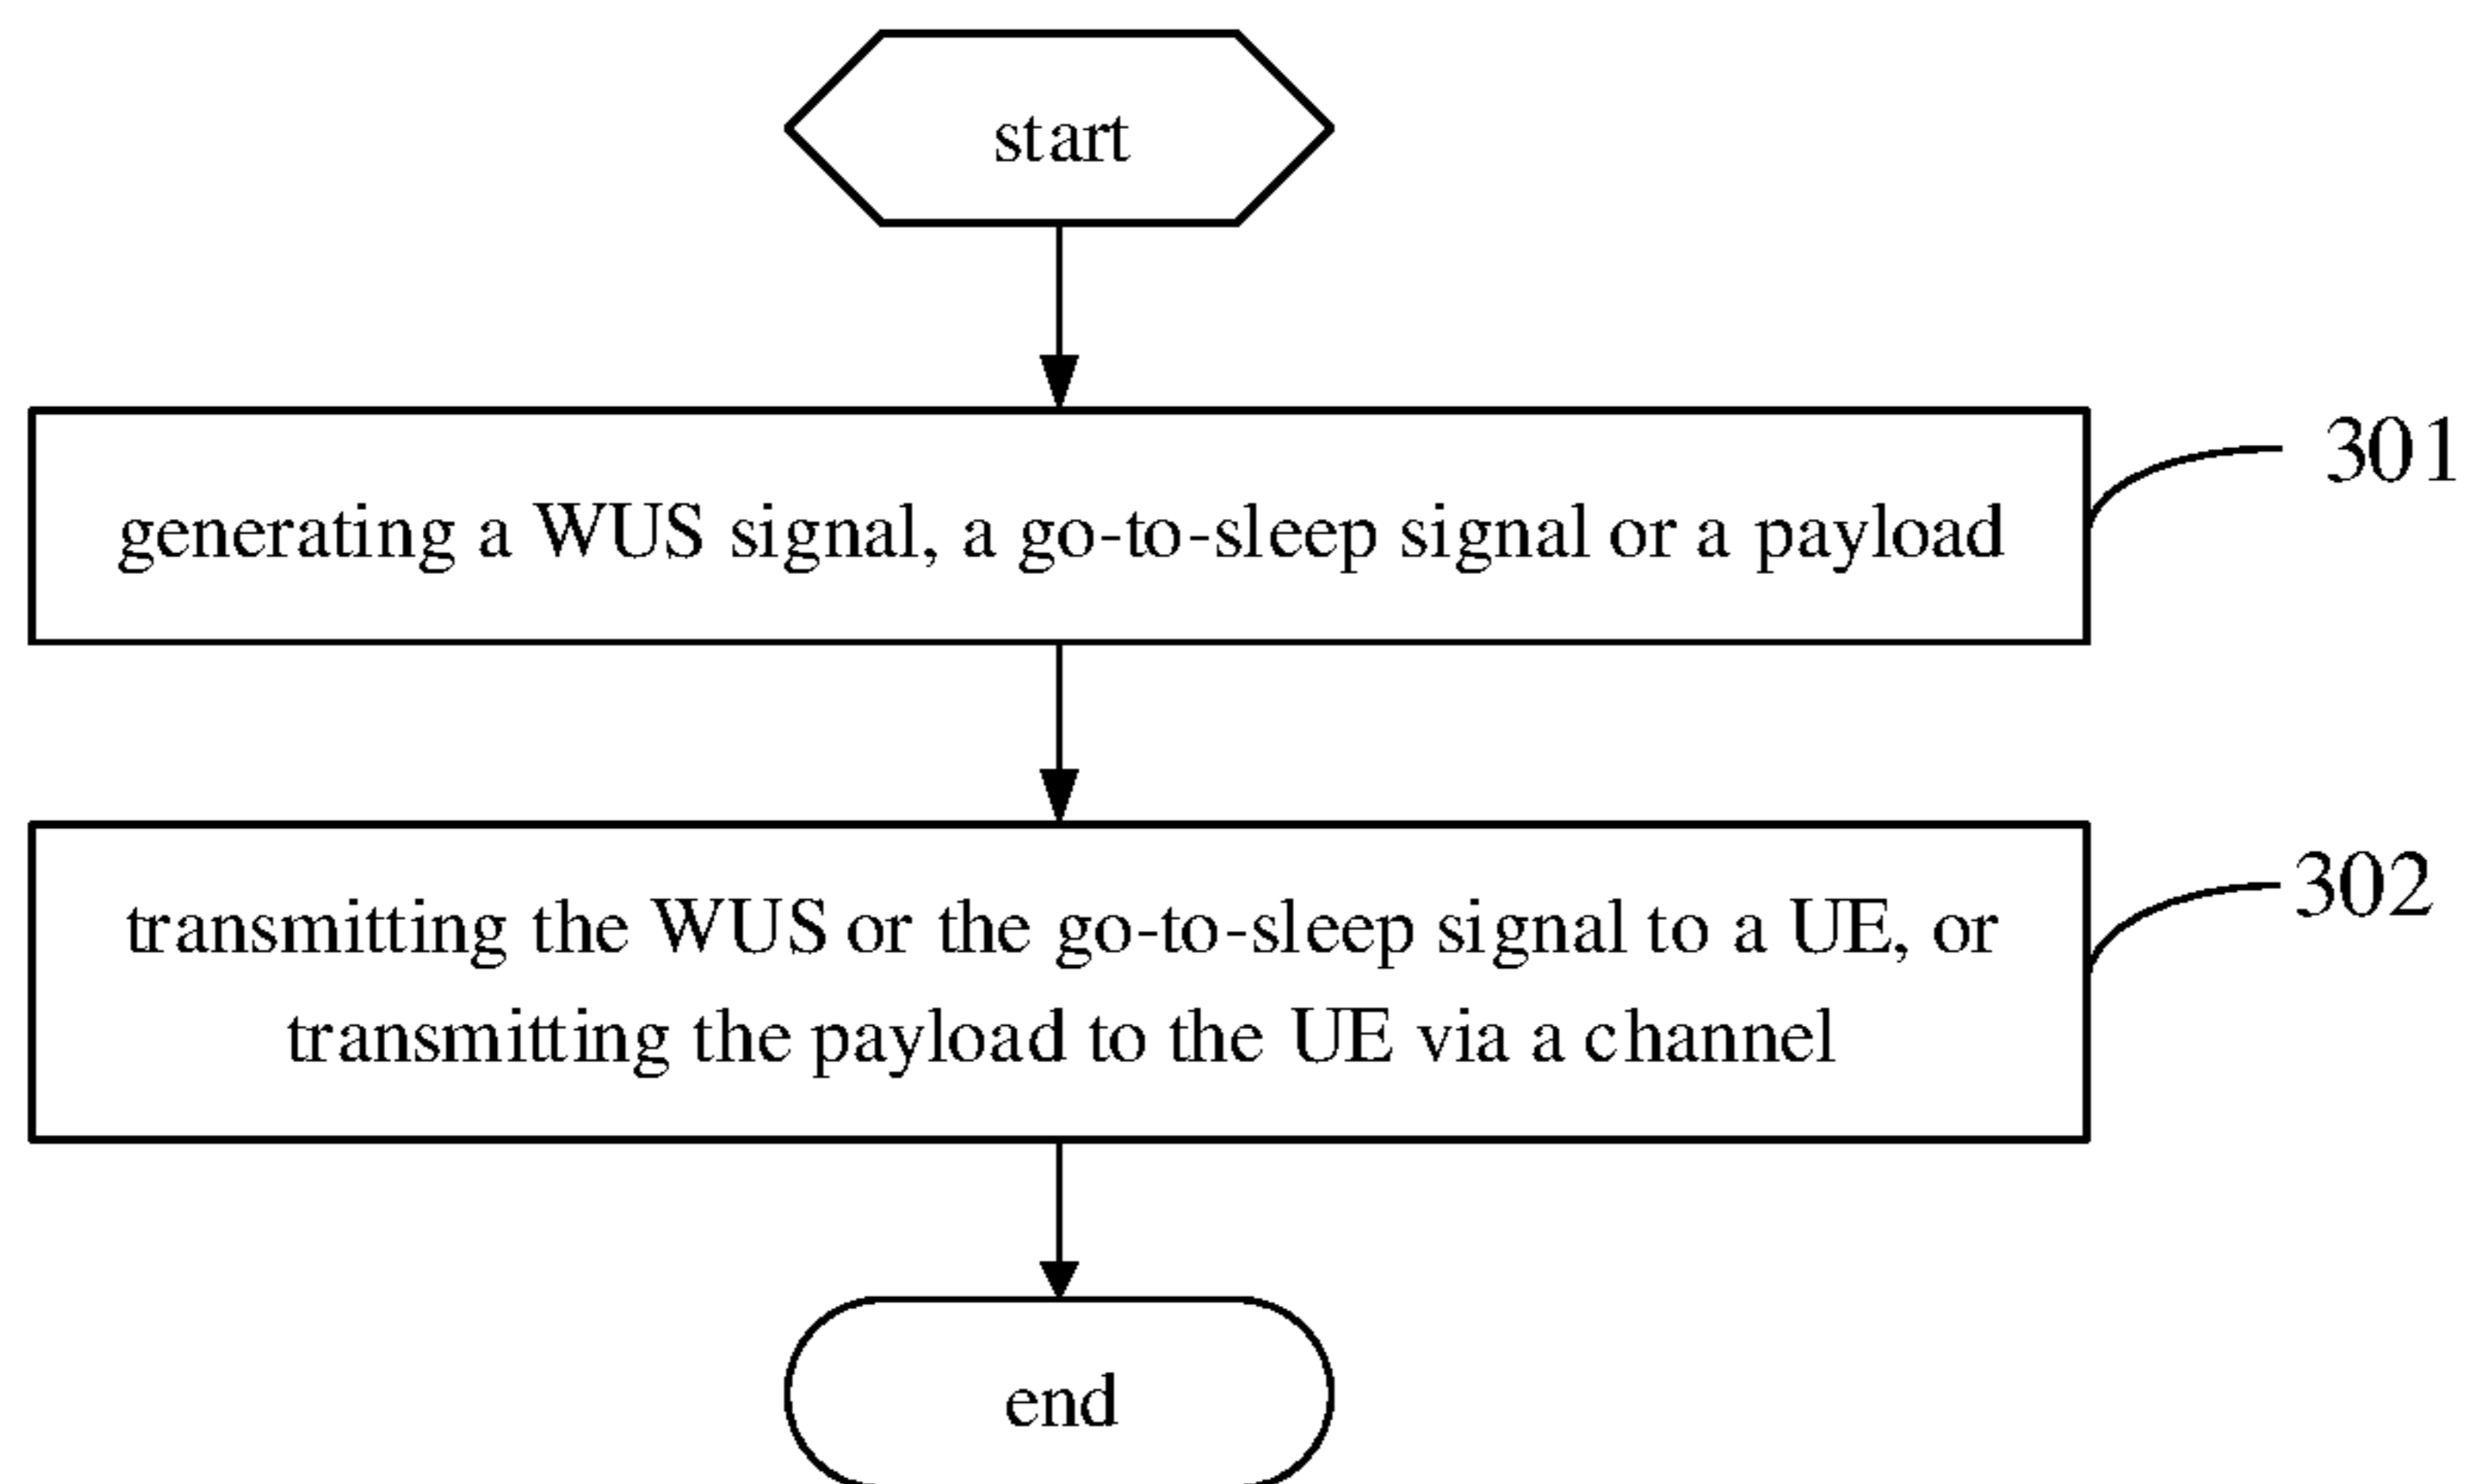 start
generating a WUS signal, a go-to-sleep signal or a payload
301
transmitting the WUS or the go-to-sleep signal to a UE, or
transmitting the payload to the UE via a channel
302
end